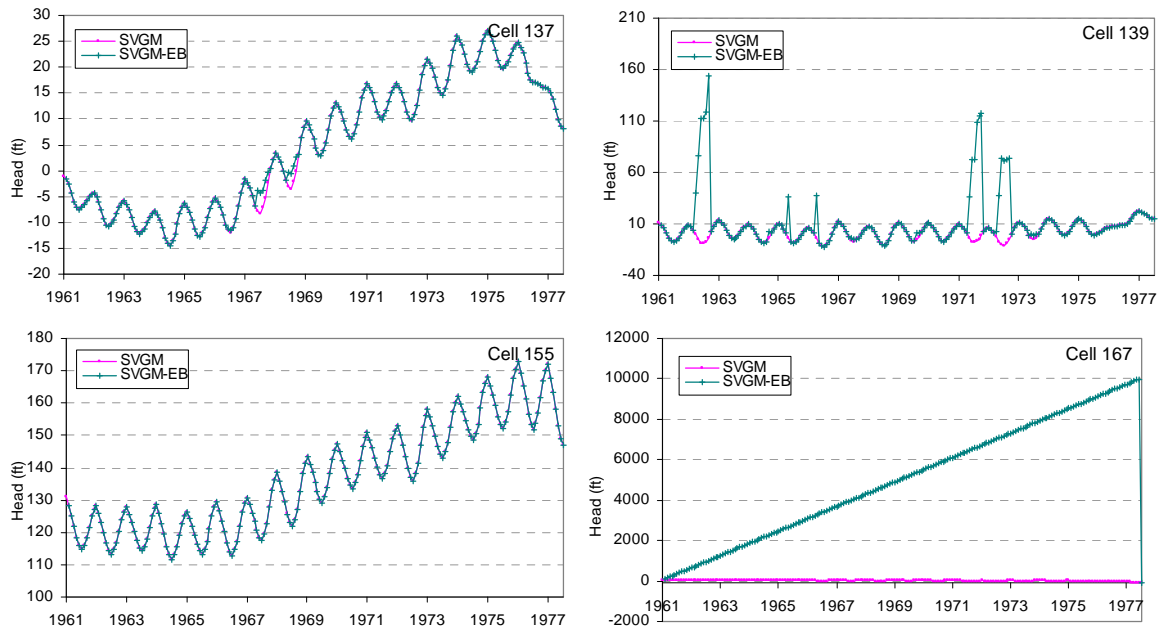 Cell 137
SVGM
SVGM-EB
Head (ft)
30
25
20
15
10
5
0
-5
-10
-15
-20
1961 1963 1965 1967 1969 1971 1973 1975 1977
Cell 139
SVGM
SVGM-EB
Head (ft)
210
160
110
60
10
-40
1961 1963 1965 1967 1969 1971 1973 1975 1977
Cell 155
SVGM
SVGM-EB
Head (ft)
180
170
160
150
140
130
120
110
100
1961 1963 1965 1967 1969 1971 1973 1975 1977
Cell 167
SVGM
SVGM-EB
Head (ft)
12000
10000
8000
6000
4000
2000
0
-2000
1961 1963 1965 1967 1969 1971 1973 1975 1977